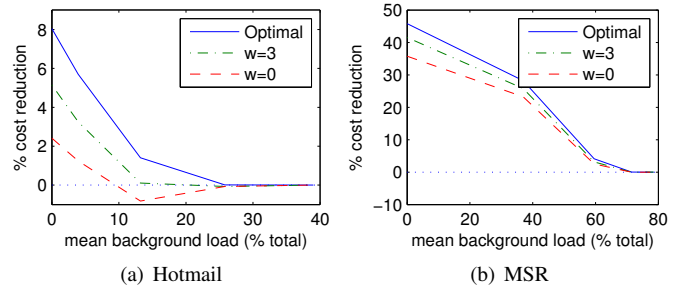 8
6
4
2
0
% cost reduction
0 10 20 30 40
mean background load (% total)
Optimal
w=3
w=0
(a) Hotmail
50
40
30
20
10
0
−10
% cost reduction
0 20 40 60 80
mean background load (% total)
Optimal
w=3
w=0
(b) MSR